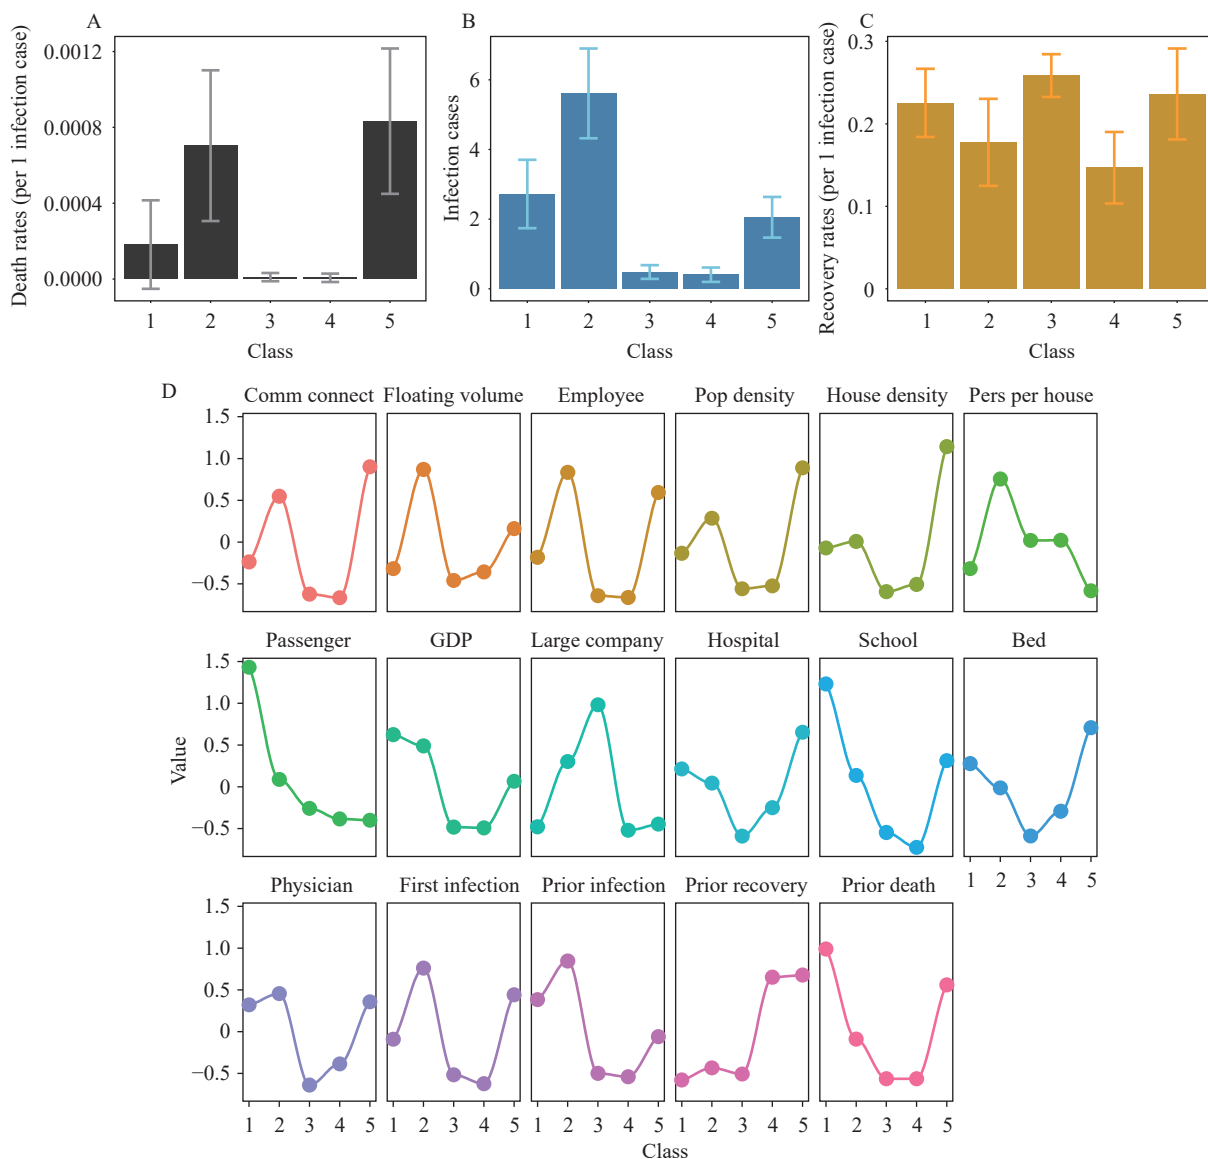 A
Death rates (per 1 infection case)
0.0012
0.0008
0.0004
0.0000
1 2 3 4 5
Class
B
Infection cases
6
4
2
0
1 2 3 4 5
Class
C
Recovery rates (per 1 infection case)
0.3
0.2
0.1
0
1 2 3 4 5
Class
D
Comm connect Floating volume Employee Pop density House density Pers per house
1.5
1.0
0.5
0
−0.5
Passenger GDP Large company Hospital School Bed
Value
1.5
1.0
0.5
0
−0.5
1 2 3 4 5
Physician First infection Prior infection Prior recovery Prior death
1.5
1.0
0.5
0
−0.5
1 2 3 4 5 1 2 3 4 5 1 2 3 4 5 1 2 3 4 5 1 2 3 4 5
Class